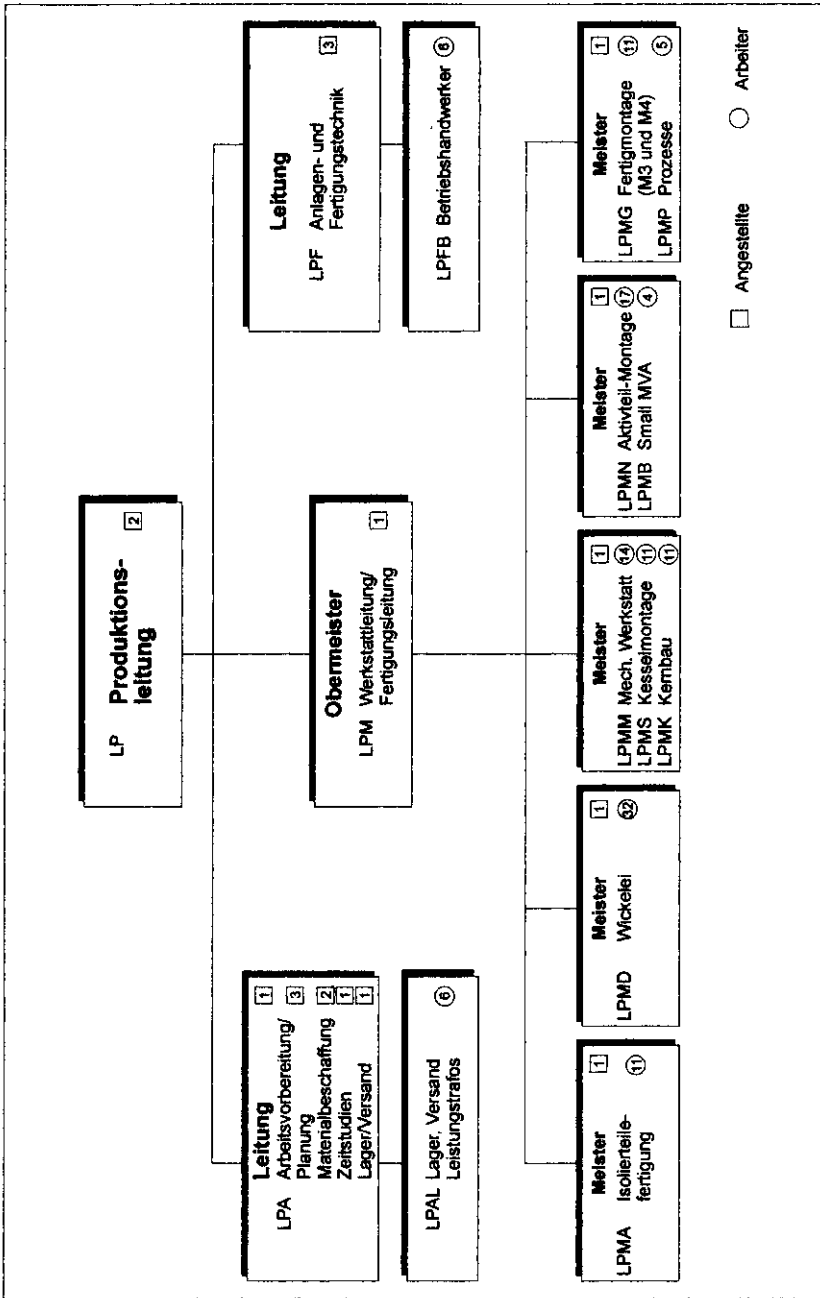 LP Produktions-
leitung 2
Leitung 1
LPA Arbeitsvorbereitung/ 3
Planung
Materialbeschaffung 2
Zeitstudien 1
Lager/Versand 1
LPAL Lager, Versand 6
Leistungstrafos
Obermeister
LPM Werkstattleitung/ 1
Fertigungsleitung
Leitung
LPF Anlagen- und 3
Fertigungstechnik
LPFB Betriebshandwerker 6
Meister 1
LPMA Isolierteile- 11
fertigung
Meister 1
LPMD Wickelei 32
Meister 1
LPMM Mech. Werkstatt 14
LPMS Kesselmontage 11
LPMK Kernbau 11
Meister 1
LPMN Aktivteil-Montage 17
LPMB Small MVA 4
Meister 1
LPMG Fertigmontage 11
(M3 und M4)
LPMP Prozesse 5
Angestellte
Arbeiter